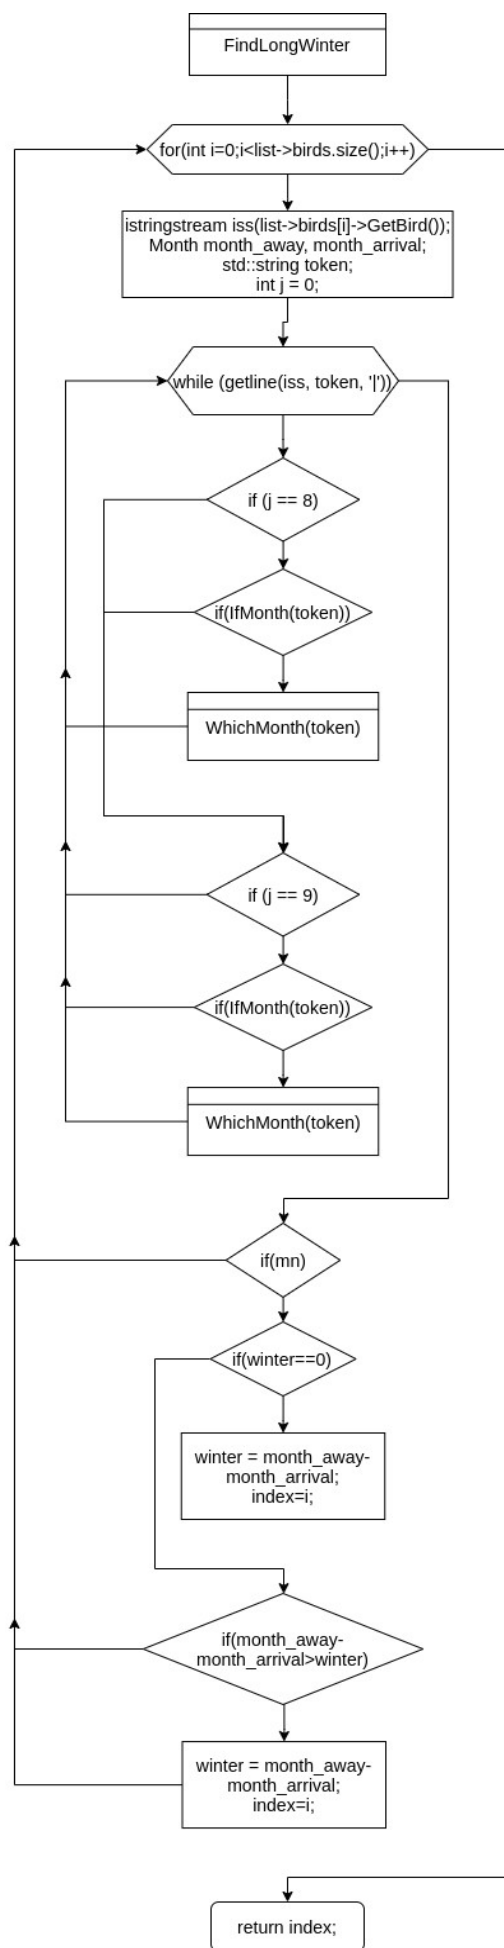 FindLongWinter
for(int i=0;i<list->birds.size();i++)
istringstream iss(list->birds[i]->GetBird());
Month month_away, month_arrival;
std::string token;
int j = 0;
while (getline(iss, token, '|'))
if (j == 8)
if(IfMonth(token))
WhichMonth(token)
if (j == 9)
if(IfMonth(token))
WhichMonth(token)
if(mn)
if(winter==0)
winter = month_away-
month_arrival;
index=i;
if(month_away-
month_arrival>winter)
winter = month_away-
month_arrival;
index=i;
return index;